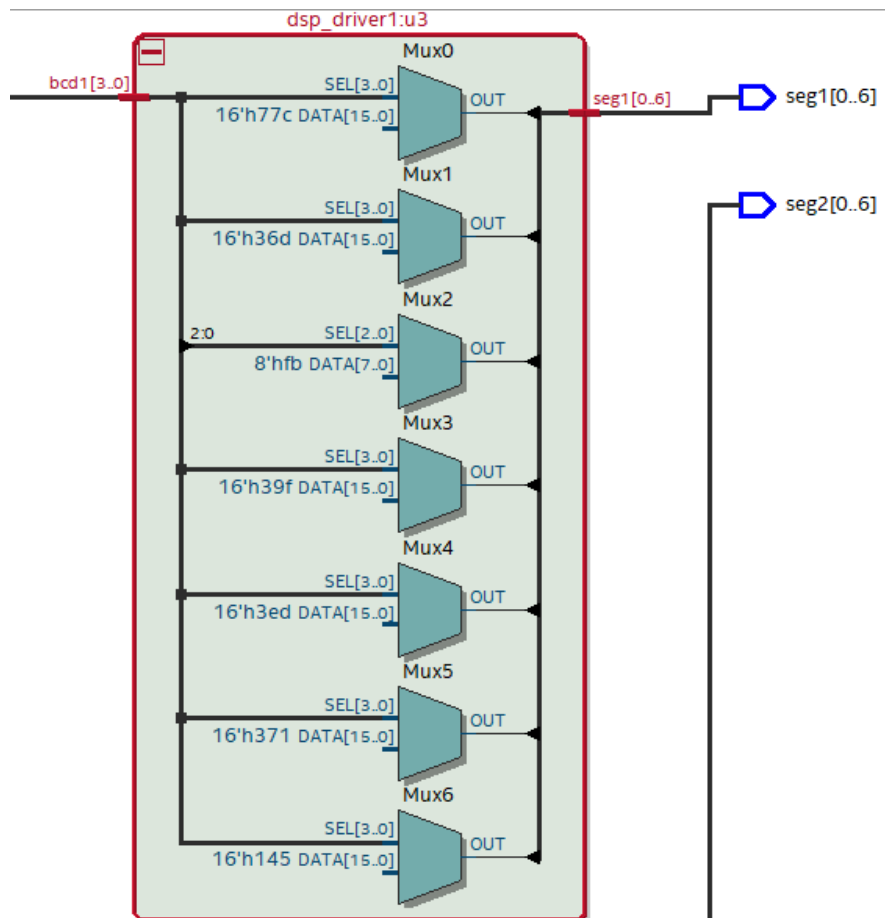 dsp_driver1:u3
Mux0
bcd1[3..0]
SEL[3..0]
OUT
seg1[0..6]
seg1[0..6]
16'h77c DATA[15..0]
Mux1
SEL[3..0]
OUT
seg2[0..6]
16'h36d DATA[15..0]
Mux2
2:0
SEL[2..0]
OUT
8'hfb DATA[7..0]
Mux3
SEL[3..0]
OUT
16'h39f DATA[15..0]
Mux4
SEL[3..0]
OUT
16'h3ed DATA[15..0]
Mux5
SEL[3..0]
OUT
16'h371 DATA[15..0]
Mux6
SEL[3..0]
OUT
16'h145 DATA[15..0]